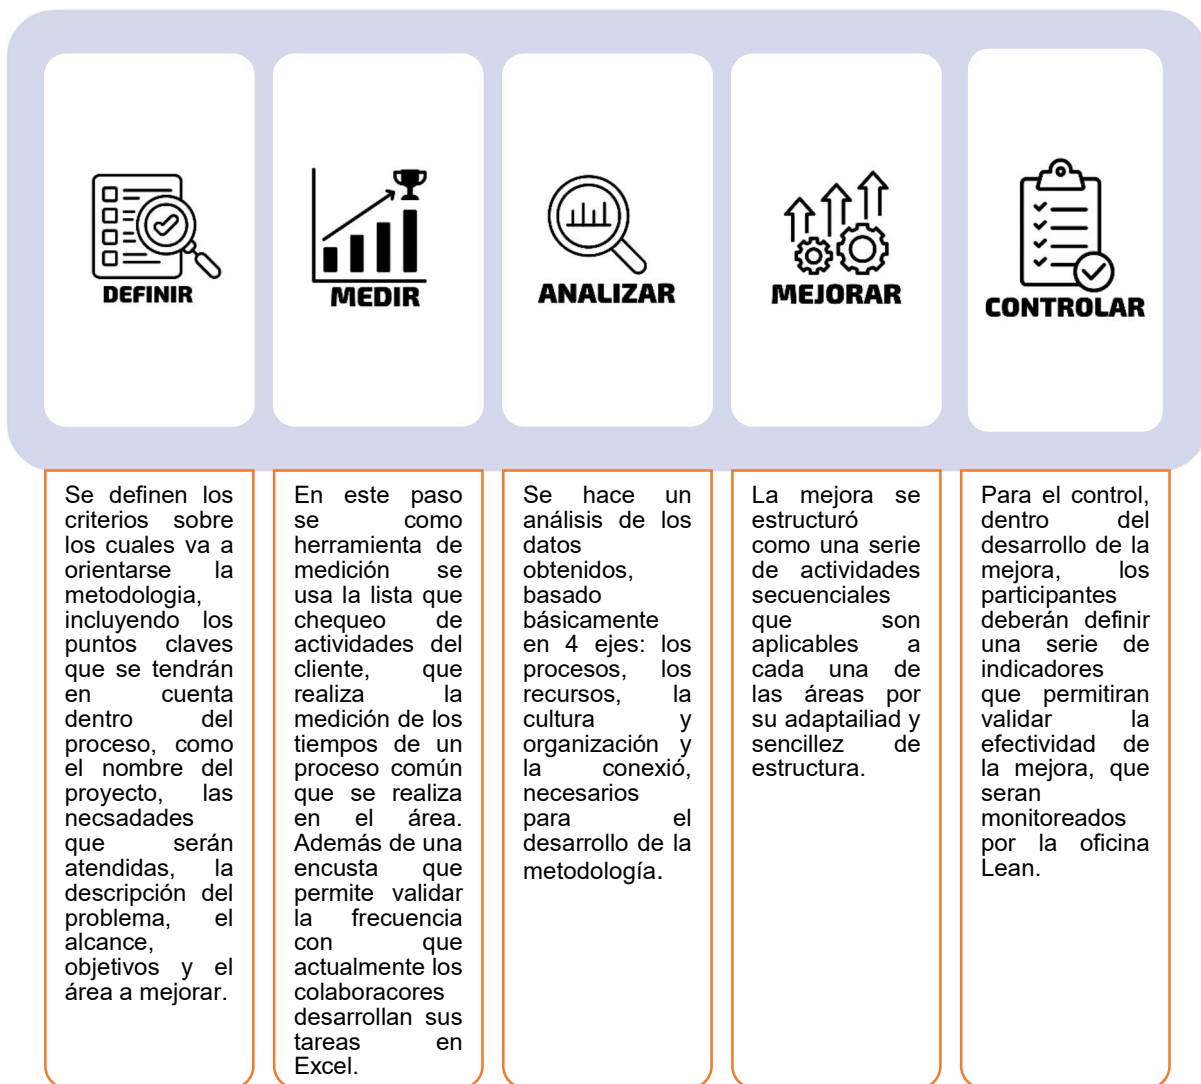 DEFINIR
MEDIR
ANALIZAR
MEJORAR
CONTROLAR
Se definen los
criterios sobre
los cuales va a
orientarse la
metodologia,
incluyendo los
puntos claves
que se tendrán
en cuenta
dentro del
proceso, como
el nombre del
proyecto, las
necsadades
que serán
atendidas, la
descripción del
problema, el
alcance,
objetivos y el
área a mejorar.
En este paso
se como
herramienta de
medición se
usa la lista que
chequeo de
actividades del
cliente, que
realiza la
medición de los
tiempos de un
proceso común
que se realiza
en el área.
Además de una
encusta que
permite validar
la frecuencia
con que
actualmente los
colaboracores
desarrollan sus
tareas en
Excel.
Se hace un
análisis de los
datos
obtenidos,
basado
básicamente
en 4 ejes: los
procesos, los
recursos, la
cultura y
organización y
la conexió,
necesarios
para el
desarrollo de la
metodología.
La mejora se
estructuró
como una serie
de actividades
secuenciales
que son
aplicables a
cada una de
las áreas por
su adaptailiad y
sencillez de
estructura.
Para el control,
dentro del
desarrollo de la
mejora, los
participantes
deberán definir
una serie de
indicadores
que permitiran
validar la
efectividad de
la mejora, que
seran
monitoreados
por la oficina
Lean.